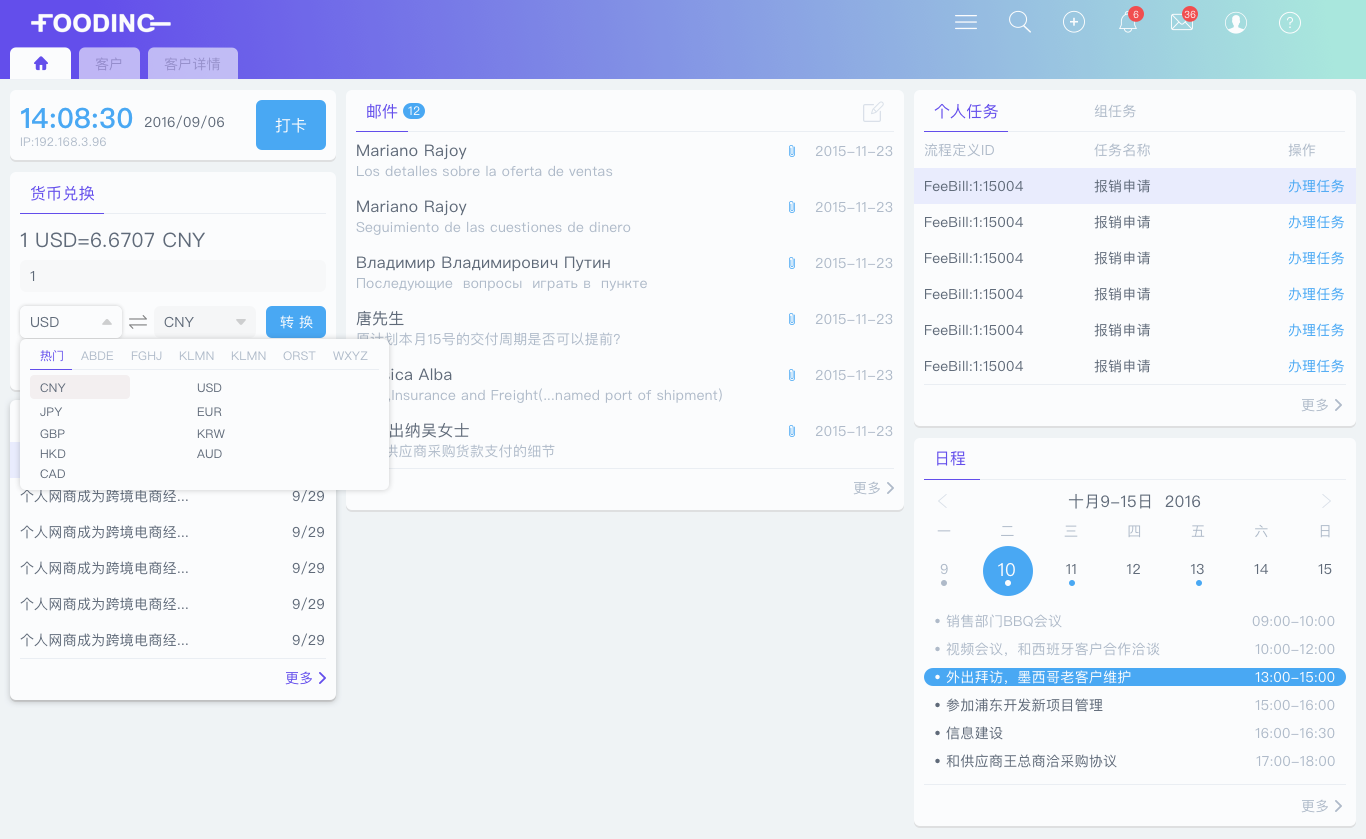 FOODINC
6
36
?
客户
客户详情
14:08:30
2016/09/06
打卡
IP:192.168.3.96
货币兑换
1 USD=6.6707 CNY
1
USD
CNY
转 换
热门 ABDE FGHJ KLMN KLMN ORST WXYZ
CNY USD
JPY EUR
GBP KRW
HKD AUD
CAD
个人网商成为跨境电商经... 9/29
个人网商成为跨境电商经... 9/29
个人网商成为跨境电商经... 9/29
个人网商成为跨境电商经... 9/29
个人网商成为跨境电商经... 9/29
更多
邮件 12
Mariano Rajoy 2015-11-23
Los detalles sobre la oferta de ventas
Mariano Rajoy 2015-11-23
Seguimiento de las cuestiones de dinero
Владимир Владимирович Путин 2015-11-23
Последующие вопросы играть в пункте
唐先生 2015-11-23
原计划本月15号的交付周期是否可以提前?
Alba 2015-11-23
,Insurance and Freight(...named port of shipment)
出纳吴女士 2015-11-23
供应商采购货款支付的细节
更多
个人任务 组任务
流程定义ID 任务名称 操作
FeeBill:1:15004 报销申请 办理任务
FeeBill:1:15004 报销申请 办理任务
FeeBill:1:15004 报销申请 办理任务
FeeBill:1:15004 报销申请 办理任务
FeeBill:1:15004 报销申请 办理任务
FeeBill:1:15004 报销申请 办理任务
更多
日程
十月9-15日 2016
一 二 三 四 五 六 日
9 10 11 12 13 14 15
• 销售部门BBQ会议 09:00-10:00
• 视频会议，和西班牙客户合作洽谈 10:00-12:00
• 外出拜访，墨西哥老客户维护 13:00-15:00
• 参加浦东开发新项目管理 15:00-16:00
• 信息建设 16:00-16:30
• 和供应商王总商洽采购协议 17:00-18:00
更多